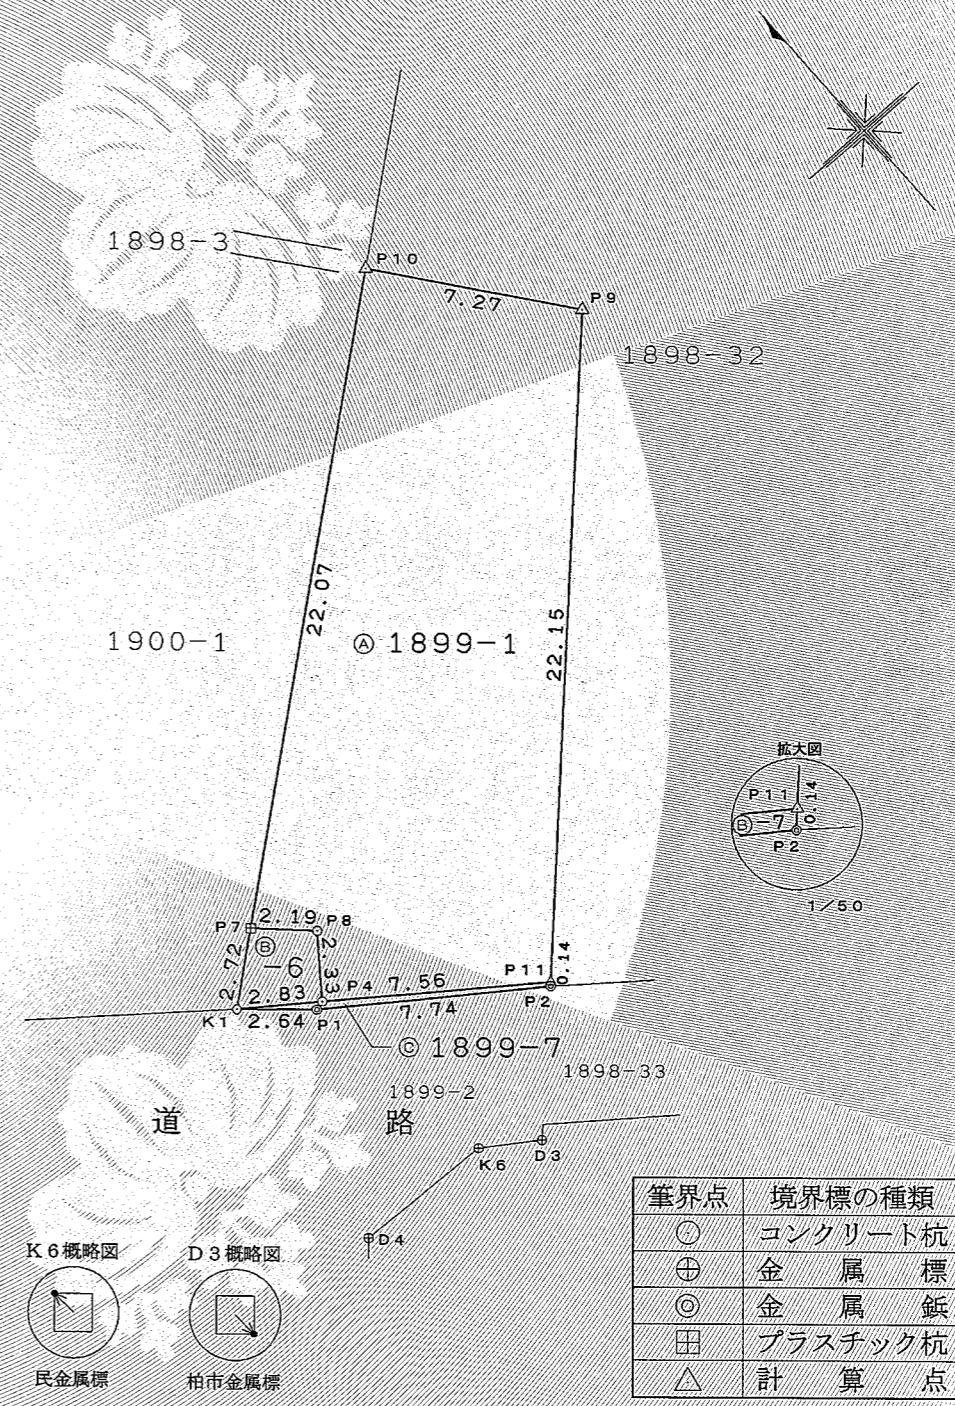 1898-3
P10
7.27
P9
1898-32
22.07
22.15
1900-1
Ⓐ 1899-1
拡大図
P11
0.14
Ⓑ-7
P2
1/50
P7
2.19
P8
Ⓑ
-6
2.72
2.33
2.83
P4
7.56
P11
0.14
K1
2.64
P1
7.74
P2
Ⓒ 1899-7
1898-33
1899-2
道 路
K6
D3
D4
筆界点 境界標の種類
○ コンクリート杭
⊕ 金属標
◎ 金属鋲
田 プラスチック杭
△ 計算点
K6概略図
D3概略図
民金属標
柏市金属標